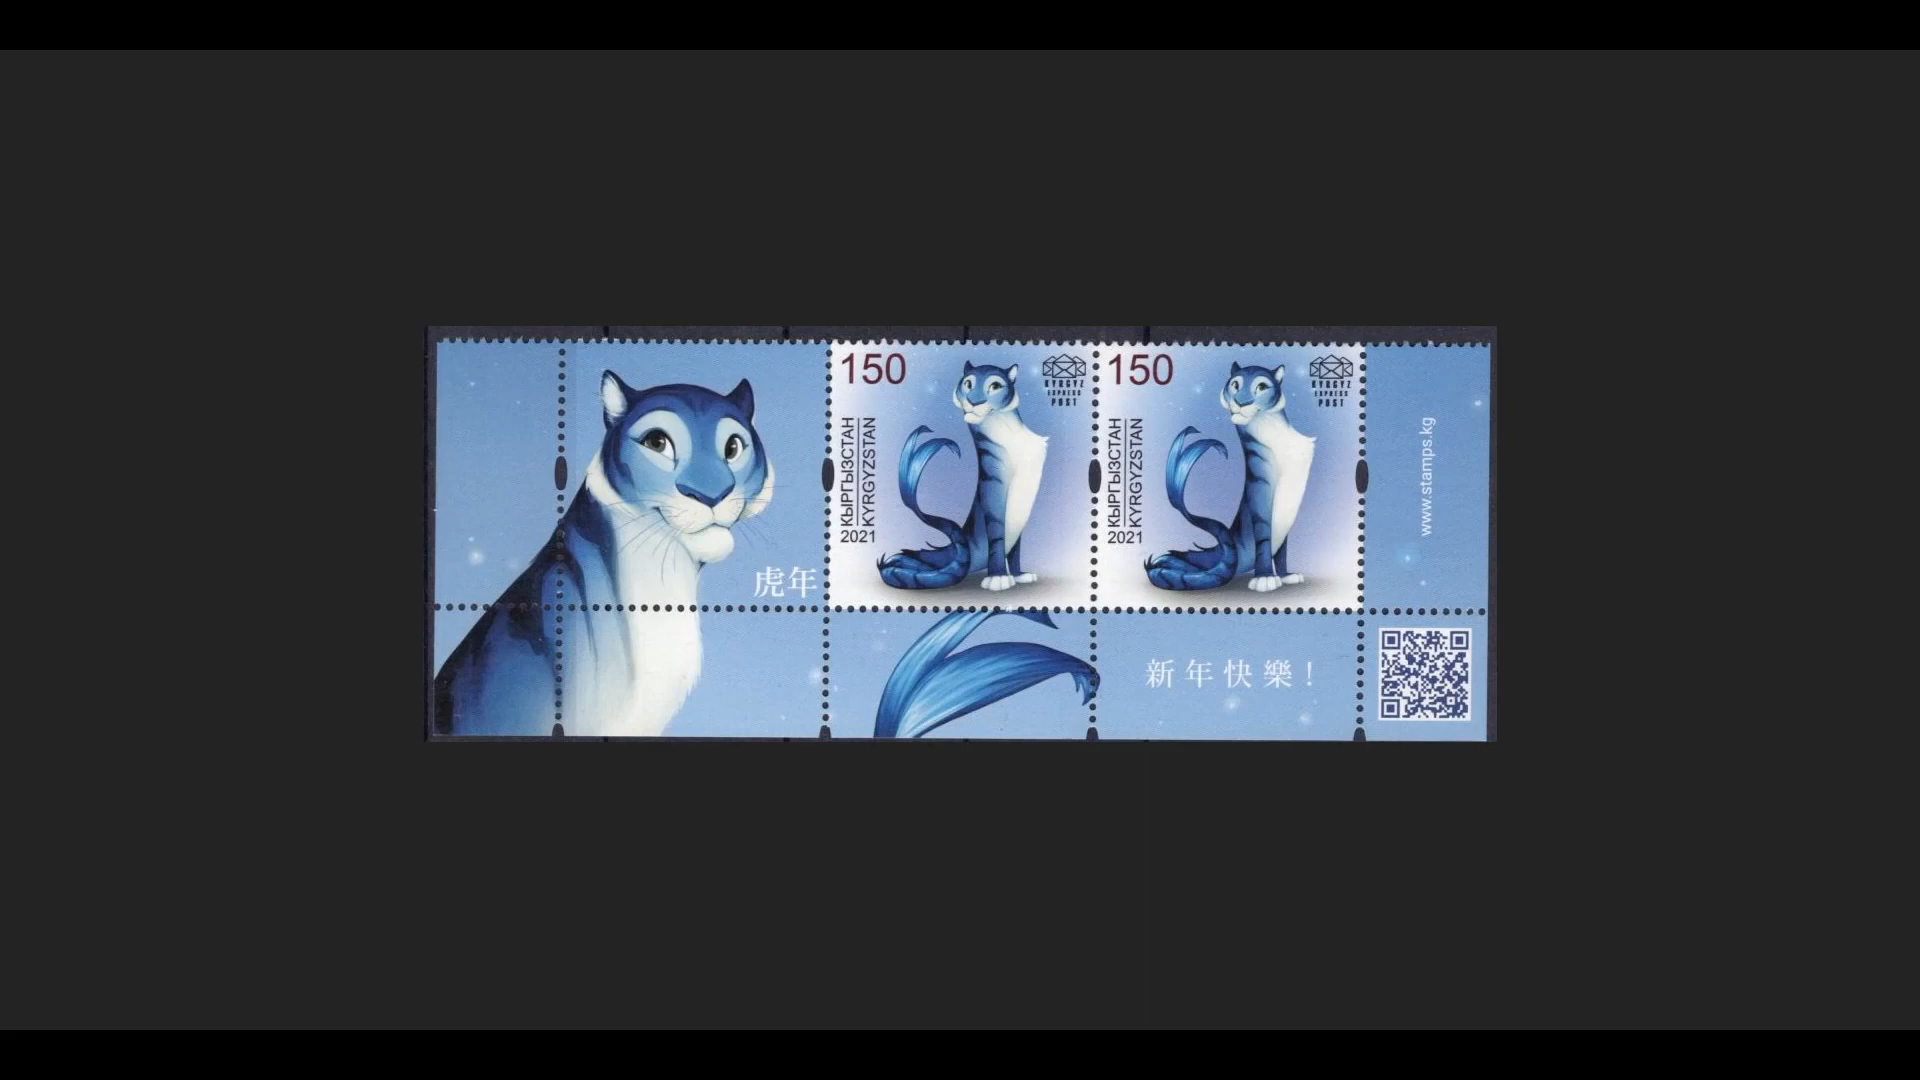 虎年
150
КЫРГЫЗСТАН
KYRGYZSTAN
2021
KYRGYZ
EXPRESS
POST
150
КЫРГЫЗСТАН
KYRGYZSTAN
2021
KYRGYZ
EXPRESS
POST
www.stamps.kg
新年快樂!